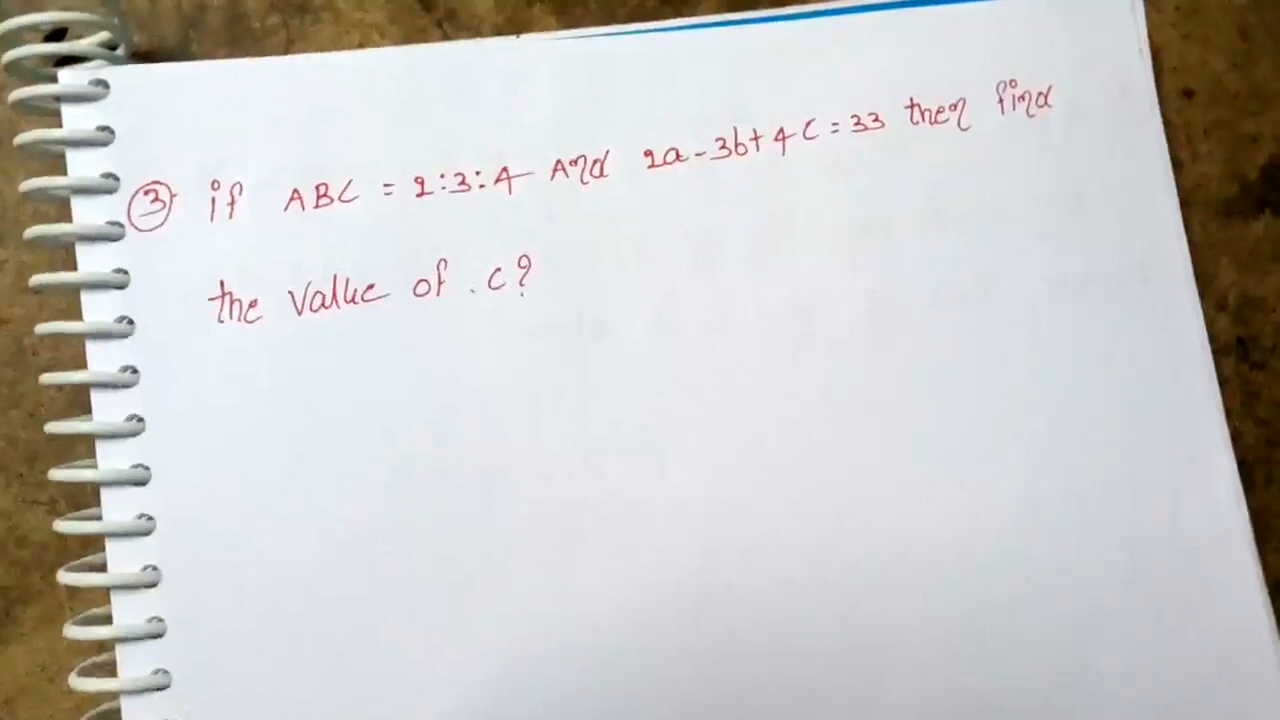 3 if ABC = 2:3:4 And 2a-3b+4C=33 then find
the value of .c?